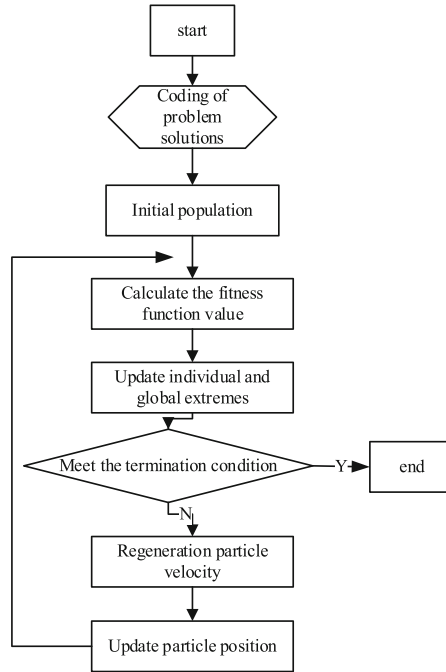 start
Coding of
problem
solutions
Initial population
Calculate the fitness
function value
Update individual and
global extremes
Meet the termination condition
Y
end
N
Regeneration particle
velocity
Update particle position